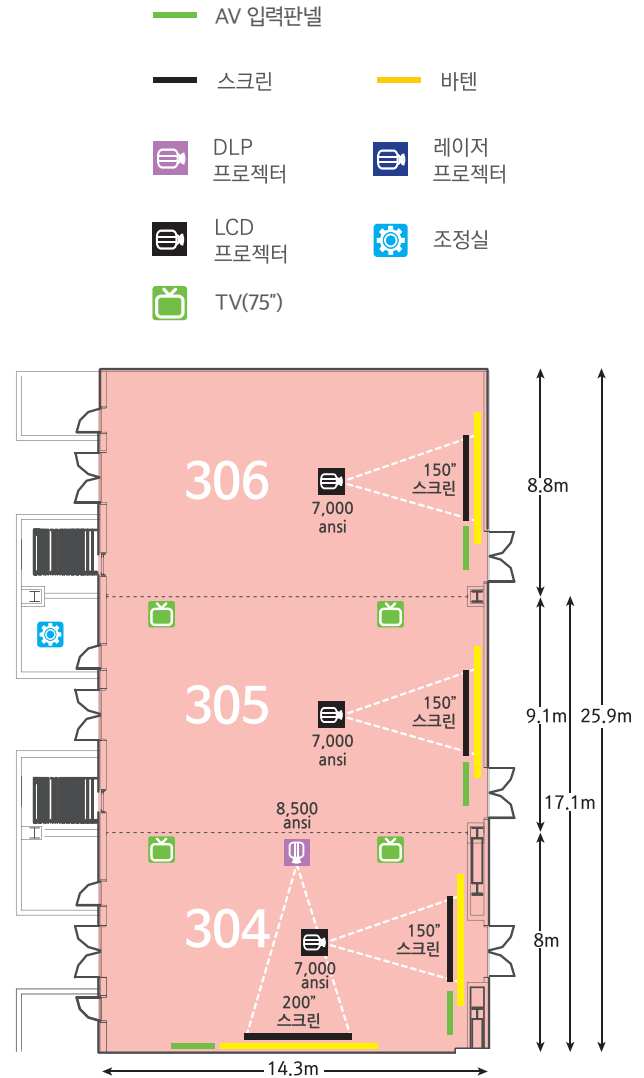 AV 입력판넬
스크린
바텐
DLP
프로젝터
레이저
프로젝터
LCD
프로젝터
조정실
TV(75")
306
7,000
ansi
150”
스크린
8.8m
305
7,000
ansi
150”
스크린
9.1m
25.9m
17.1m
8,500
ansi
304
7,000
ansi
150”
스크린
8m
200”
스크린
14.3m